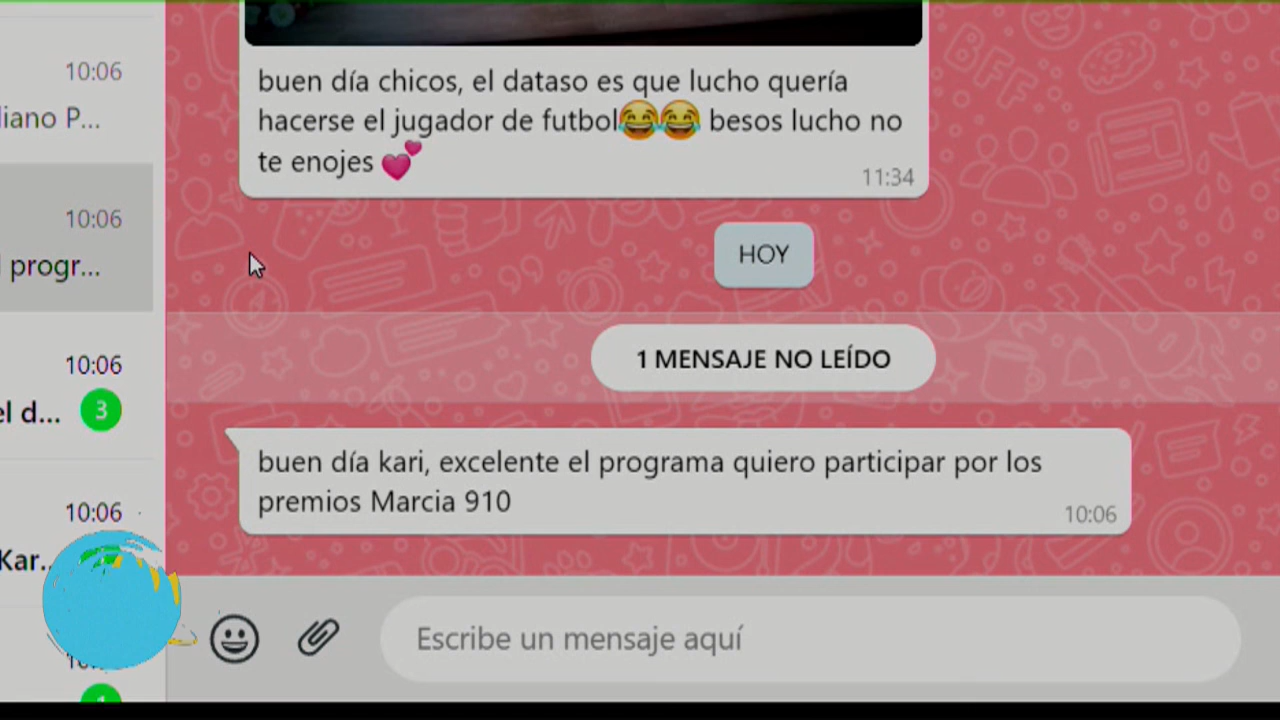 10:06
liano P...
10:06
progr...
10:06
el d...
3
10:06
Kar..
buen día chicos, el dataso es que lucho quería
hacerse el jugador de futbol😂😂 besos lucho no
te enojes 💕
11:34
HOY
1 MENSAJE NO LEÍDO
buen día kari, excelente el programa quiero participar por los
premios Marcia 910
10:06
Escribe un mensaje aquí